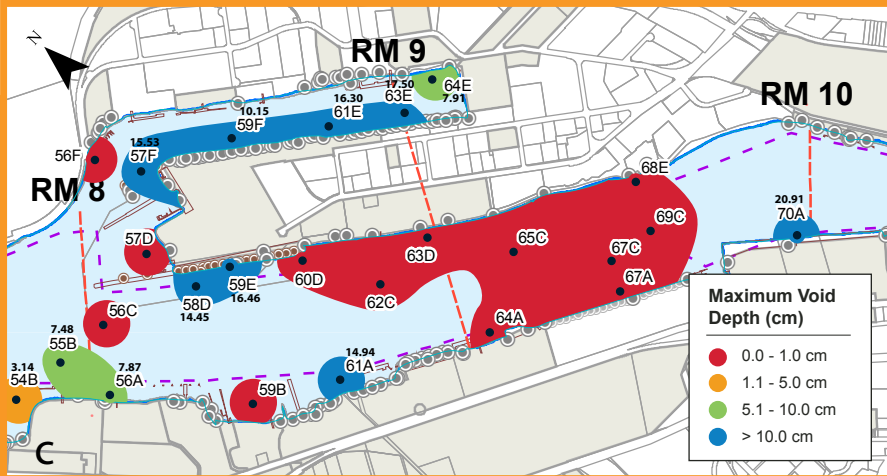 N
RM 9
RM 10
RM 8
17.50
63E
64E
7.91
16.30
61E
10.15
59F
15.53
57F
56F
68E
69C
20.91
70A
57D
65C
63D
67C
60D
59E
16.46
58D
14.45
62C
67A
56C
64A
7.48
55B
14.94
61A
7.87
56A
3.14
54B
59B
C
Maximum Void
Depth (cm)
0.0 - 1.0 cm
1.1 - 5.0 cm
5.1 - 10.0 cm
> 10.0 cm